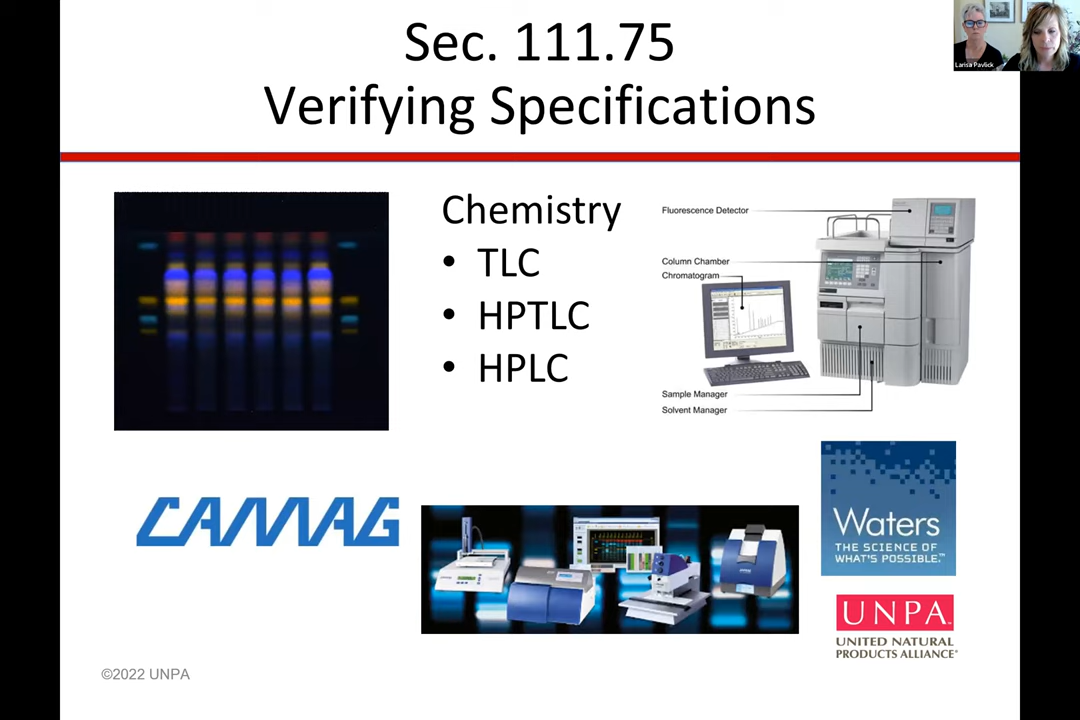 Sec. 111.75
Verifying Specifications
Larisa Pavlick
Chemistry
• TLC
• HPTLC
• HPLC
Fluorescence Detector
Column Chamber
Chromatogram
Sample Manager
Solvent Manager
CAMAG
Waters
THE SCIENCE OF
WHAT'S POSSIBLE.™
UNPA
UNITED NATURAL
PRODUCTS ALLIANCE
©2022 UNPA